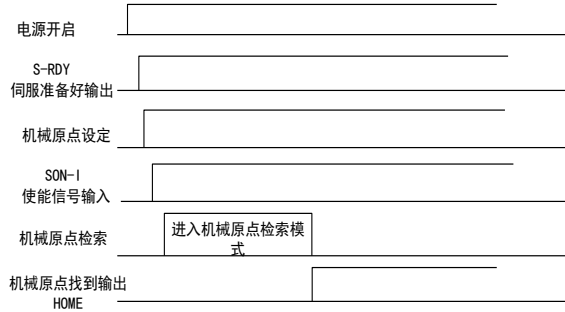 电源开启
S-RDY
伺服准备好输出
机械原点设定
SON-I
使能信号输入
机械原点检索
进入机械原点检索模
式
机械原点找到输出
HOME